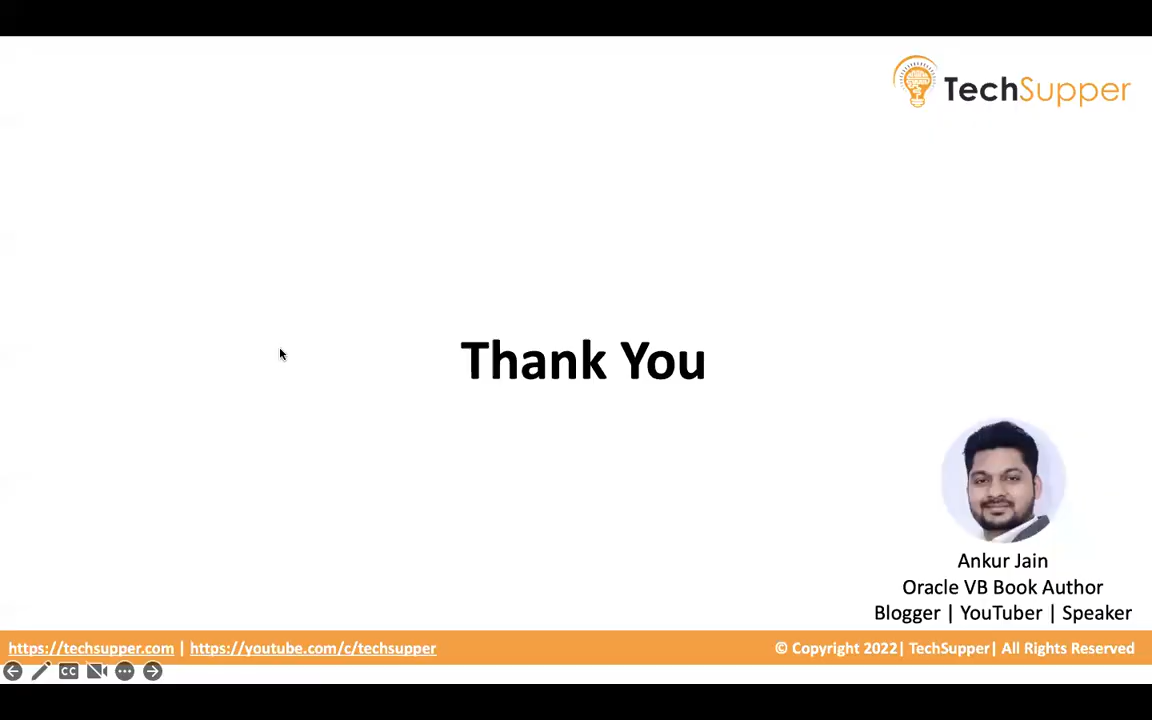 TechSupper
Thank You
Ankur Jain
Oracle VB Book Author
Blogger | YouTuber | Speaker
https://techsupper.com | https://youtube.com/c/techsupper
© Copyright 2022| TechSupper| All Rights Reserved
CC